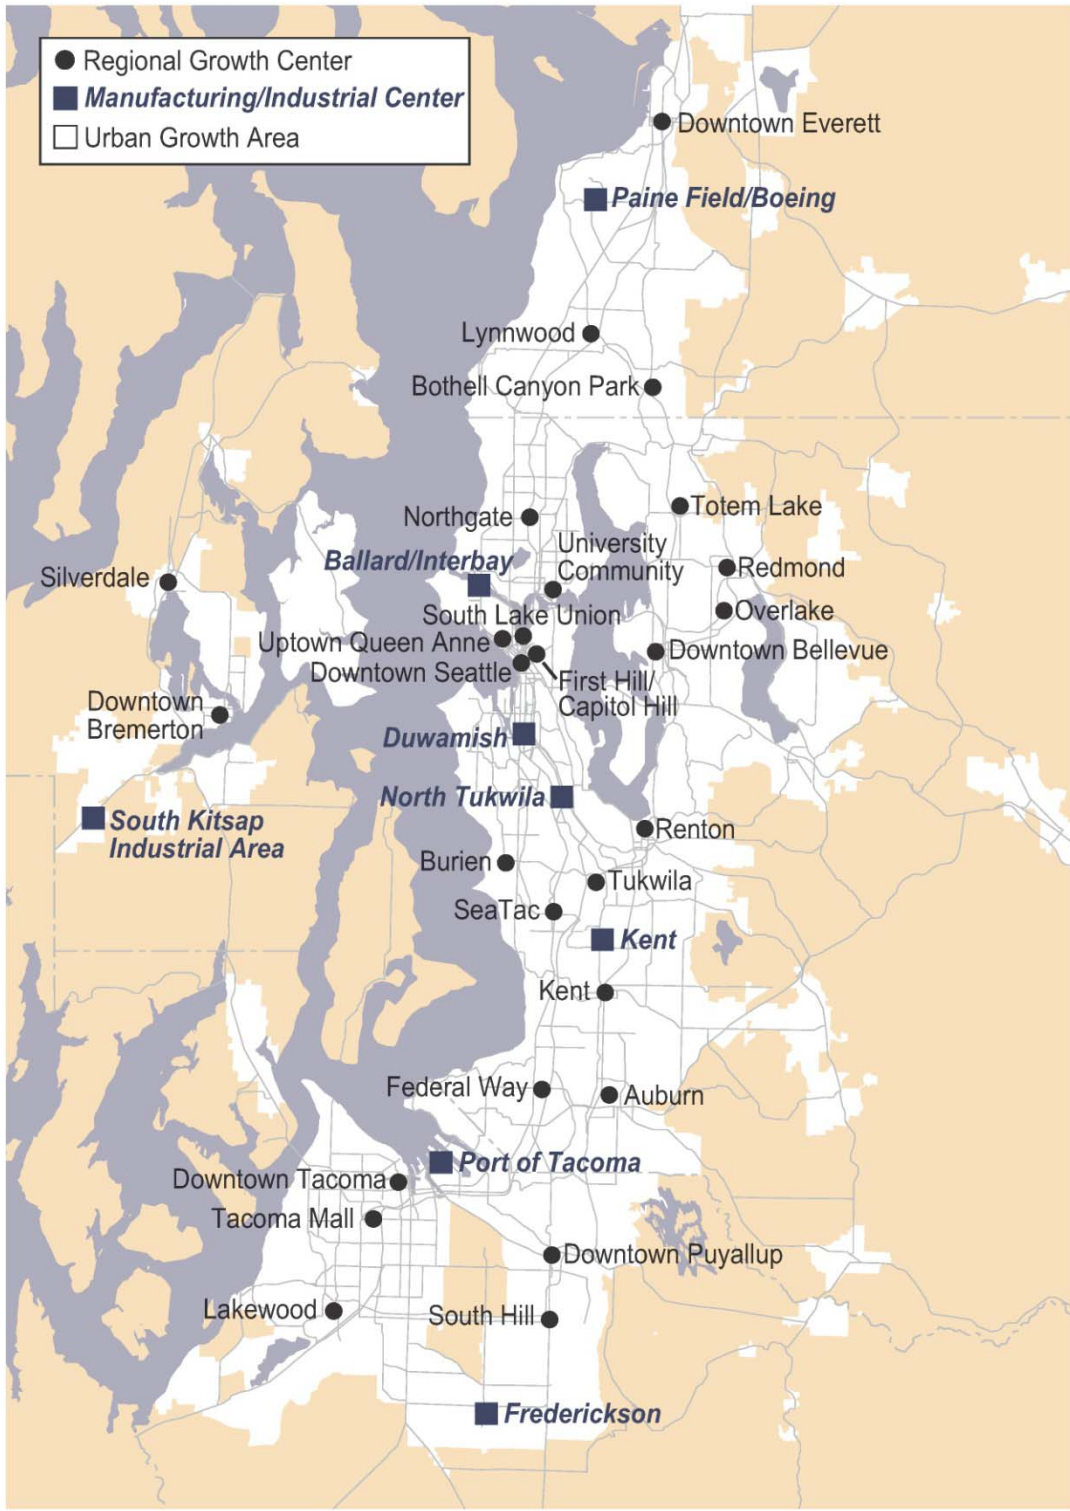 Regional Growth Center
Manufacturing/Industrial Center
Urban Growth Area
Downtown Everett
Paine Field/Boeing
Lynnwood
Bothell Canyon Park
Totem Lake
Northgate
University
Community
Ballard/Interbay
Redmond
Silverdale
South Lake Union
Overlake
Uptown Queen Anne
Downtown Bellevue
Downtown Seattle
First Hill/
Capitol Hill
Downtown
Bremerton
Duwamish
North Tukwila
South Kitsap
Industrial Area
Renton
Burien
Tukwila
SeaTac
Kent
Kent
Federal Way
Auburn
Port of Tacoma
Downtown Tacoma
Tacoma Mall
Downtown Puyallup
Lakewood
South Hill
Frederickson